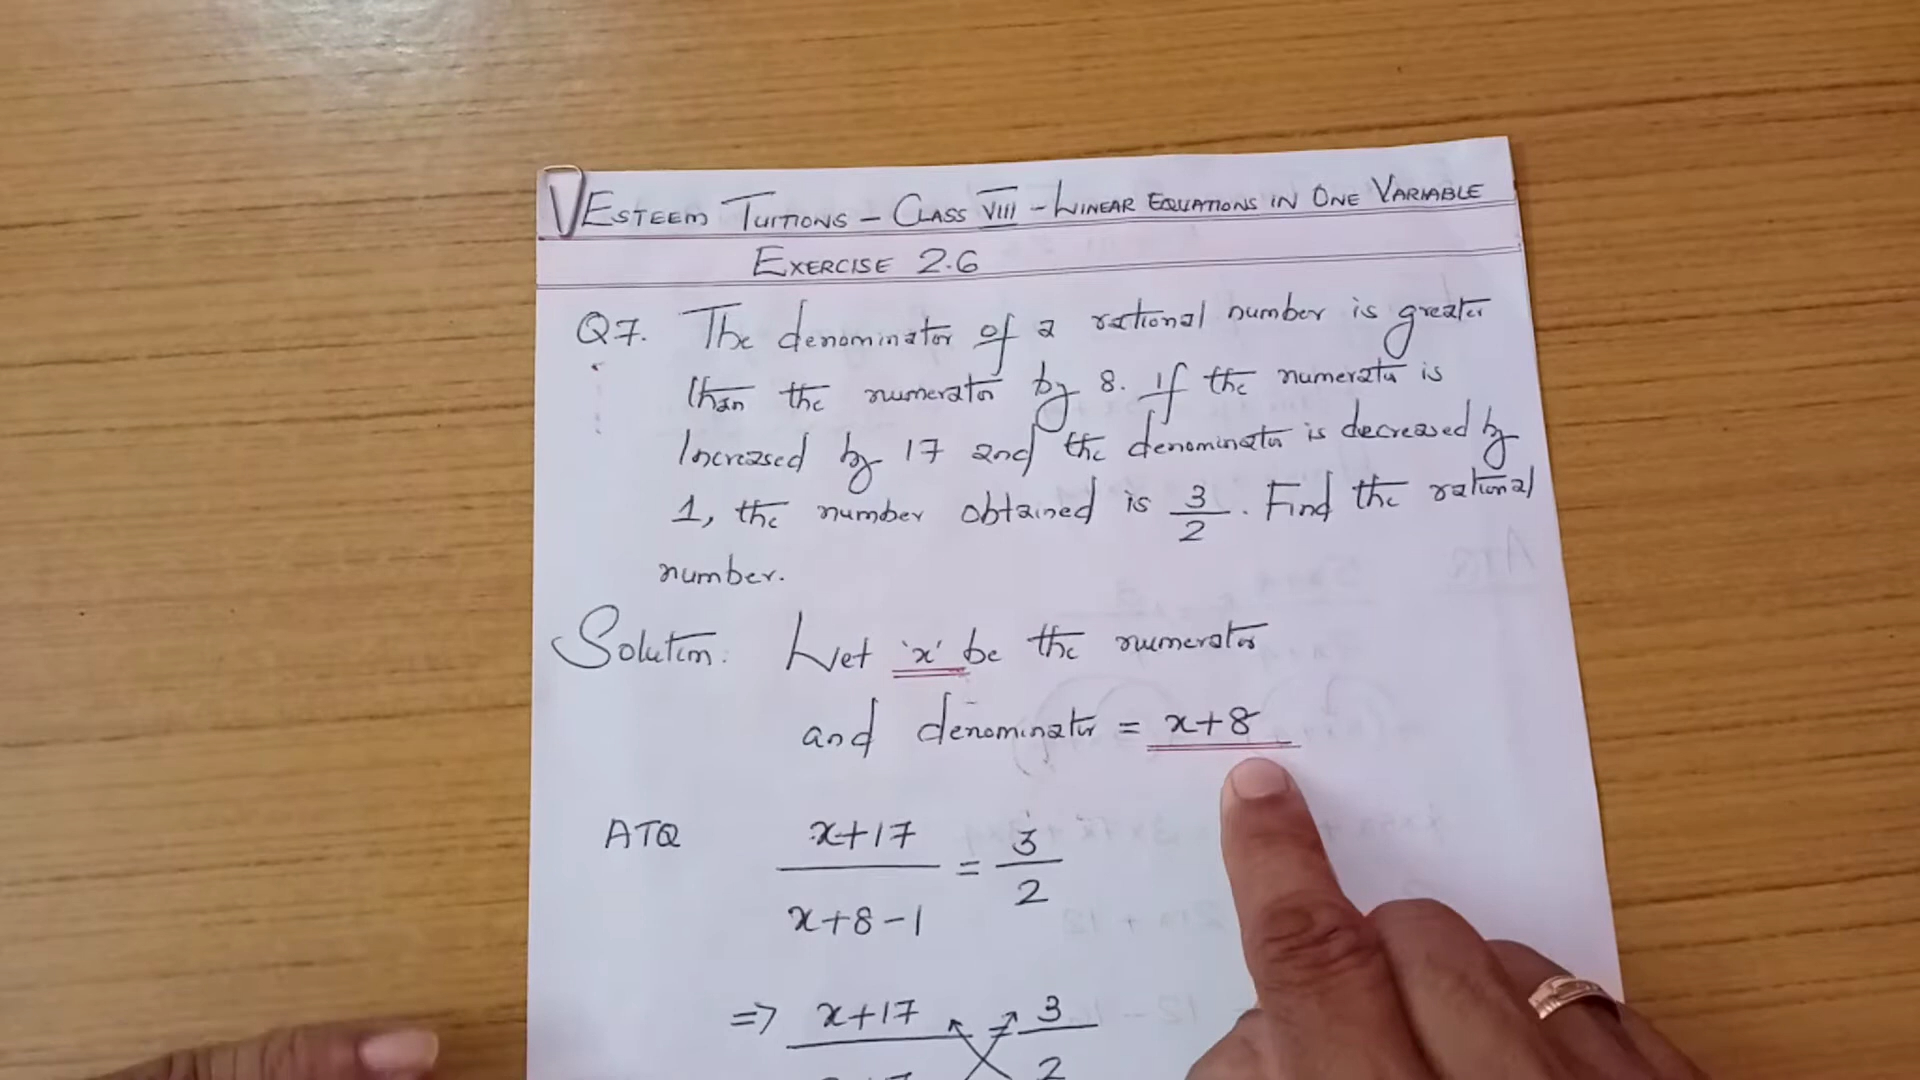 VESTEEM TUITIONS - CLASS VIII - LINEAR EQUATIONS IN ONE VARIABLE
EXERCISE 2.6
Q7. The denominator of a rational number is greater
than the numerator by 8. If the numerator is
increased by 17 and the denominator is decreased by
1, the number obtained is 3/2. Find the rational
number.
Solution: Let 'x' be the numerator
and denominator = x+8
ATQ x+17 / x+8-1 = 3/2
=> x+17 = 3
2